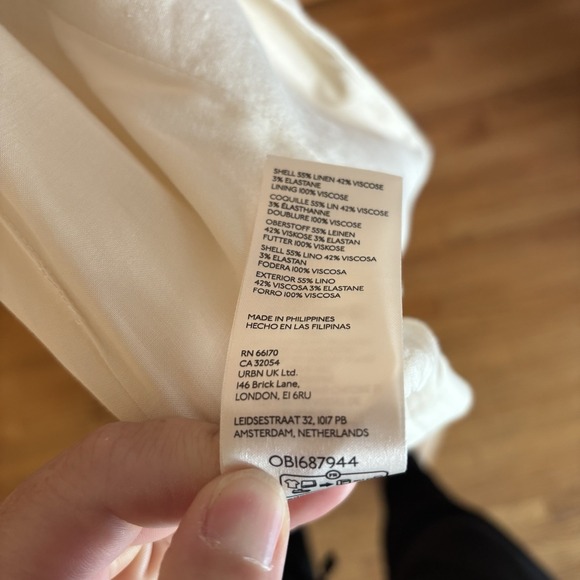 SHELL 55% LINEN 42% VISCOSE
3% ELASTANE
LINING 100% VISCOSE
COQUILLE 55% LIN 42% VISCOSE
3% ÉLASTHANNE
DOUBLURE 100% VISCOSE
OBERSTOFF 55% LEINEN
42% VISKOSE 3% ELASTAN
FUTTER 100% VISKOSE
SHELL 55% LINO 42% VISCOSA
3% ELASTAN
FODERA 100% VISCOSA
EXTERIOR 55% LINO
42% VISCOSA 3% ELASTANE
FORRO 100% VISCOSA
MADE IN PHILIPPINES
HECHO EN LAS FILIPINAS
RN 66170
CA 32054
URBN UK Ltd.
146 Brick Lane,
LONDON, E1 6RU
LEIDSESTRAAT 32, 1017 PB
AMSTERDAM, NETHERLANDS
OB1687944
FR